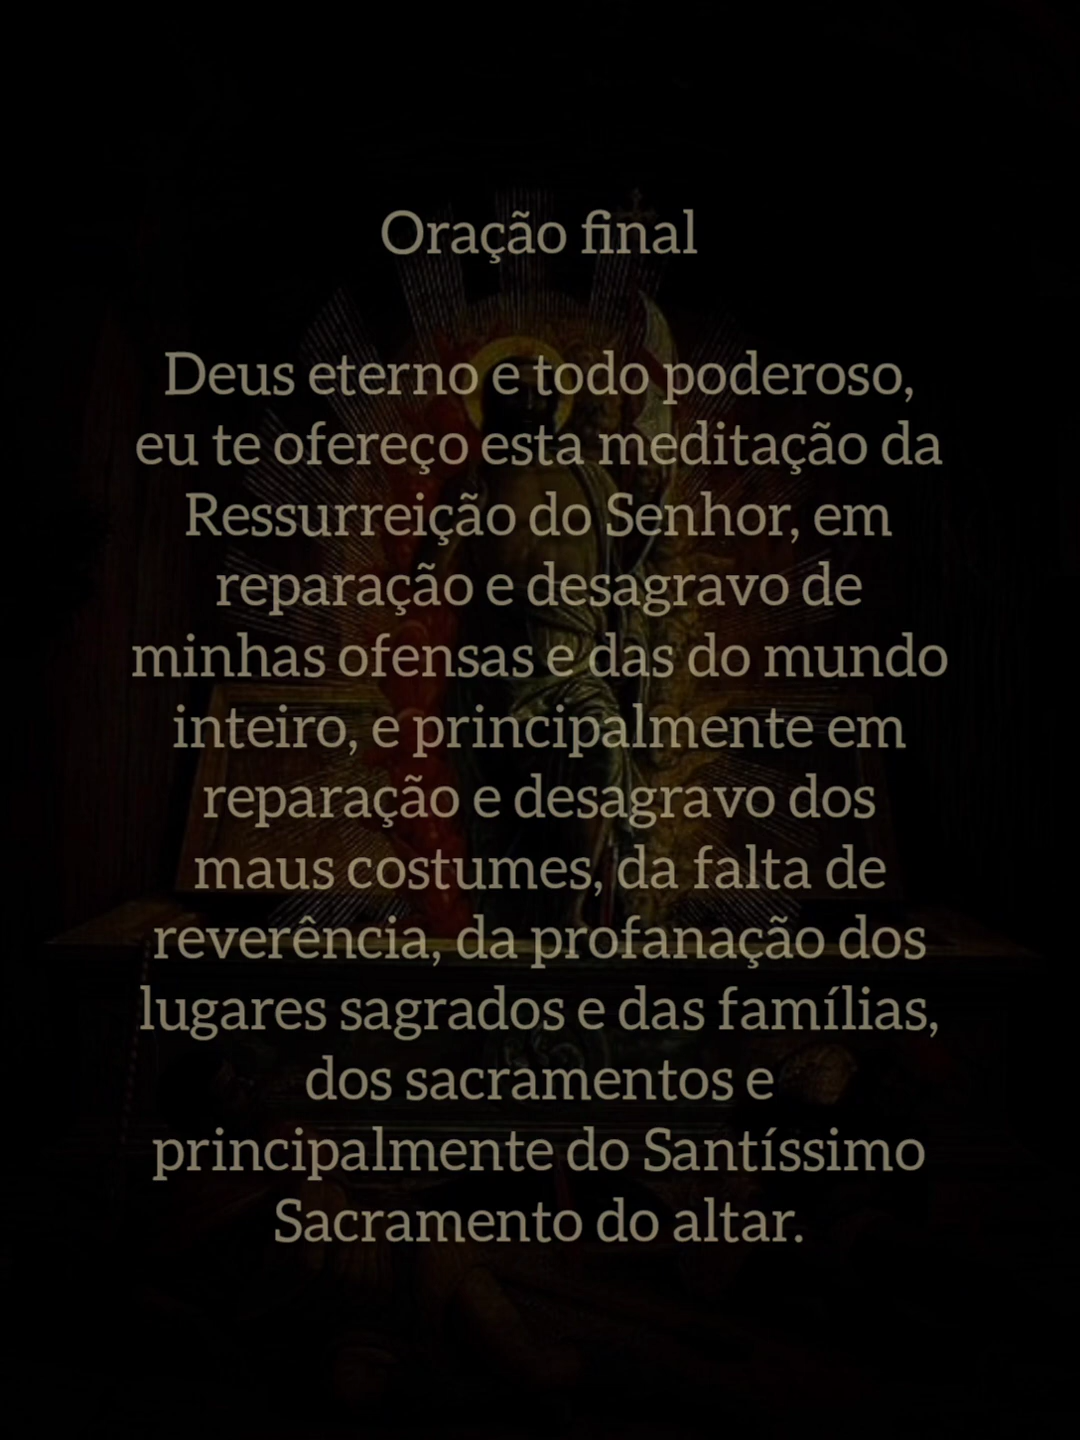 Oração final
Deus eterno e todo poderoso,
eu te ofereço esta meditação da
Ressurreição do Senhor, em
reparação e desagravo de
minhas ofensas e das do mundo
inteiro, e principalmente em
reparação e desagravo dos
maus costumes, da falta de
reverência, da profanação dos
lugares sagrados e das famílias,
dos sacramentos e
principalmente do Santíssimo
Sacramento do altar.